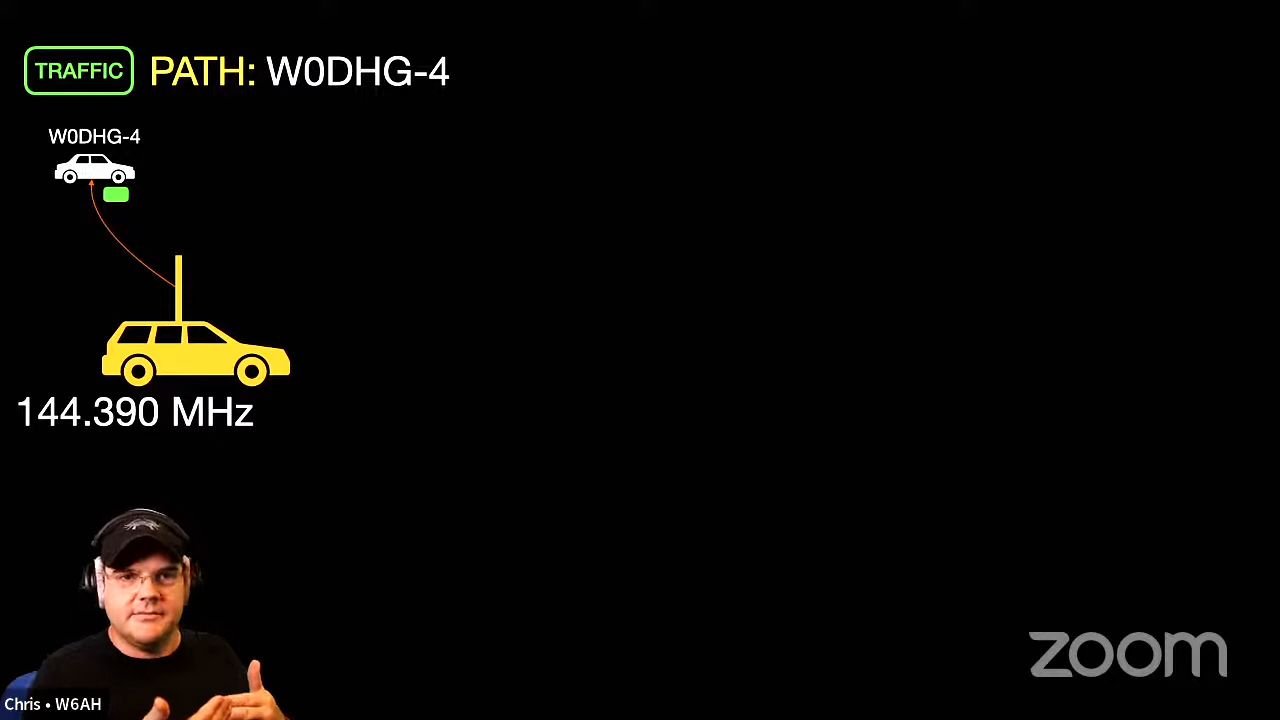 TRAFFIC PATH: W0DHG-4
W0DHG-4
144.390 MHz
zoom
Chris • W6AH